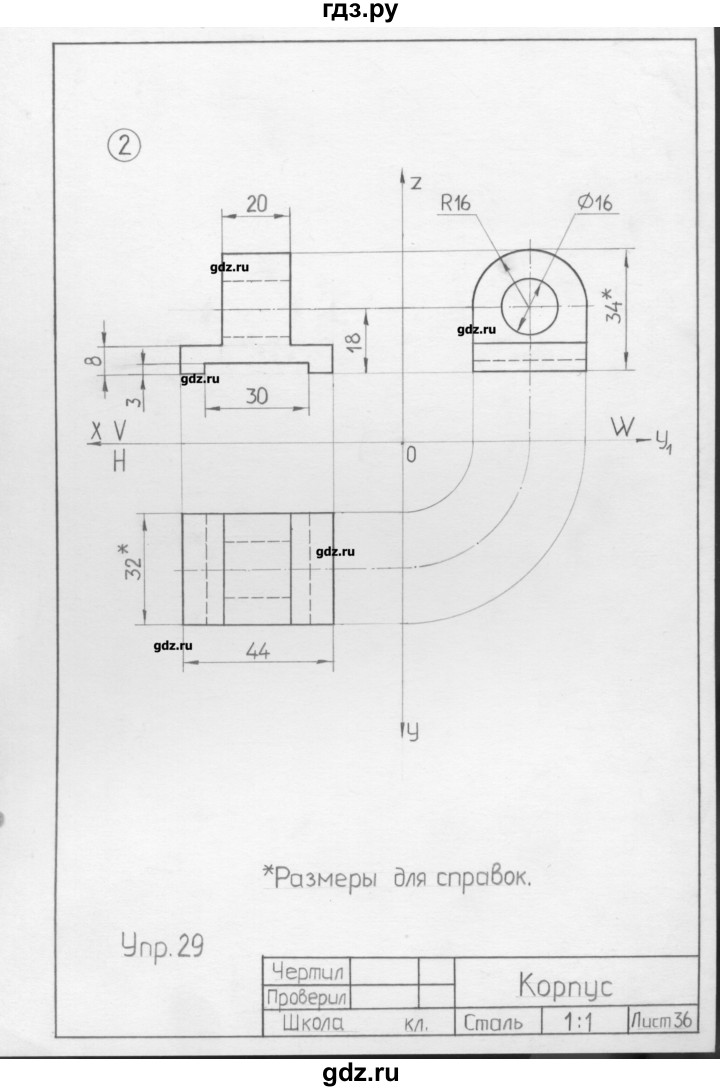 гдз.ру
2
z
20
R16
Ø16
gdz.ru
34*
gdz.ru
18
8
gdz.ru
3
30
X V
W
y₁
H
0
gdz.ru
32*
gdz.ru
44
y
*Размеры для справок.
Упр. 29
Чертил
Проверил
Корпус
Школа кл.
Сталь
1:1
Лист 36
gdz.ru